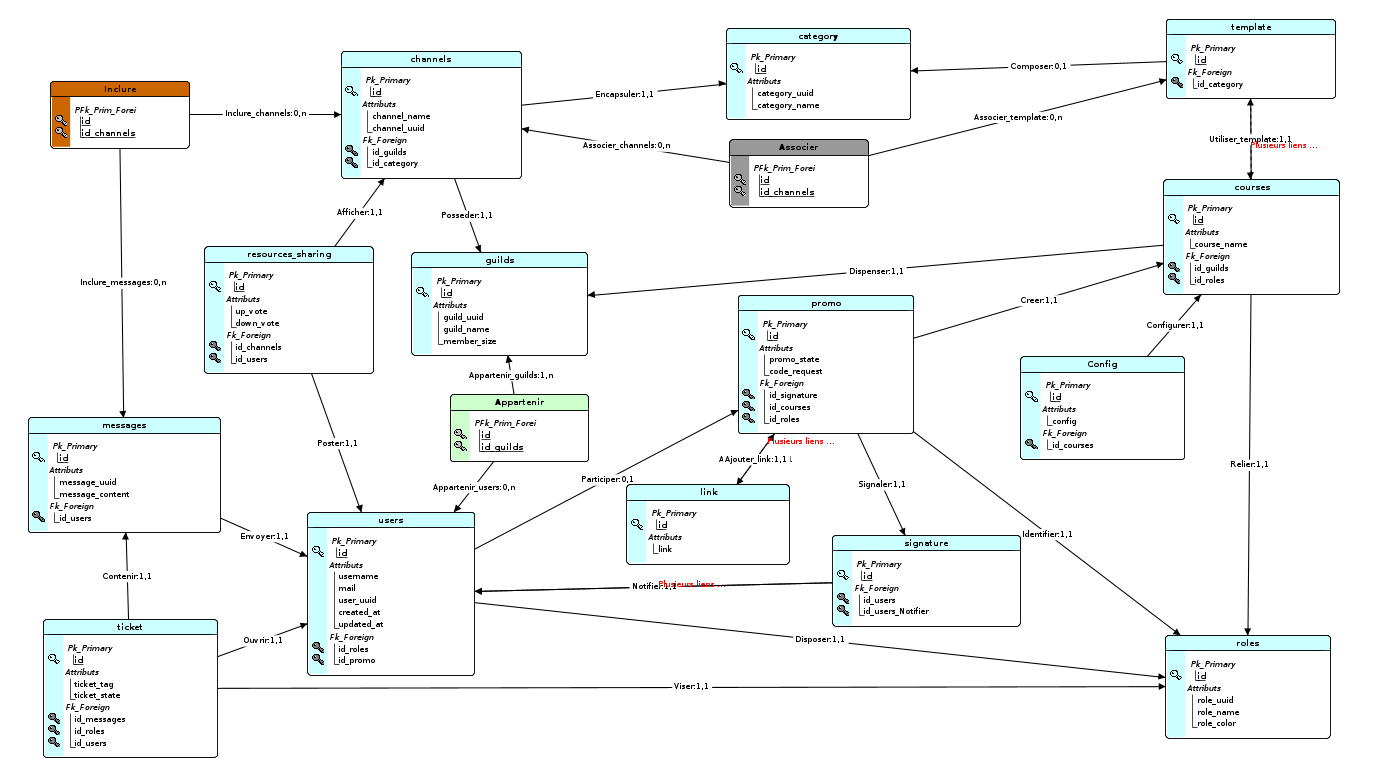 template
Pk_Primary
id
Fk_Foreign
id_category
category
Pk_Primary
id
Attributs
category_uuid
category_name
Composer:0,1
channels
Pk_Primary
id
Attributs
channel_name
channel_uuid
Fk_Foreign
id_guilds
id_category
Inclure
PFk_Prim_Forei
id
id_channels
Inclure_channels:0,n
Encapsuler:1,1
Associer_template:0,n
Associer_channels:0,n
Associer
PFk_Prim_Forei
id
id_channels
Utiliser_template:1,1
Plusieurs liens ...
courses
Pk_Primary
id
Attributs
course_name
Fk_Foreign
id_guilds
id_roles
Afficher:1,1
Posseder:1,1
resources_sharing
Pk_Primary
id
Attributs
up_vote
down_vote
Fk_Foreign
id_channels
id_users
guilds
Pk_Primary
id
Attributs
guild_uuid
guild_name
member_size
Dispenser:1,1
Inclure_messages:0,n
promo
Pk_Primary
id
Attributs
promo_state
code_request
Fk_Foreign
id_signature
id_courses
id_roles
Creer:1,1
Configurer:1,1
Config
Pk_Primary
id
Attributs
config
Fk_Foreign
id_courses
Appartenir_guilds:1,n
Appartenir
PFk_Prim_Forei
id
id_guilds
messages
Pk_Primary
id
Attributs
message_uuid
message_content
Fk_Foreign
id_users
Poster:1,1
Plusieurs liens ...
Ajouter_link:1,1
Relier:1,1
Appartenir_users:0,n
Participer:0,1
Signaler:1,1
link
Pk_Primary
id
Attributs
link
users
Pk_Primary
id
Attributs
username
mail
user_uuid
created_at
updated_at
Fk_Foreign
id_roles
id_promo
Envoyer:1,1
Identifier:1,1
signature
Pk_Primary
id
Fk_Foreign
id_users
id_users_Notifier
Contenir:1,1
Notifier:1,1
Plusieurs liens ...
ticket
Pk_Primary
id
Attributs
ticket_tag
ticket_state
Fk_Foreign
id_messages
id_roles
id_users
Ouvrir:1,1
Disposer:1,1
Viser:1,1
roles
Pk_Primary
id
Attributs
role_uuid
role_name
role_color